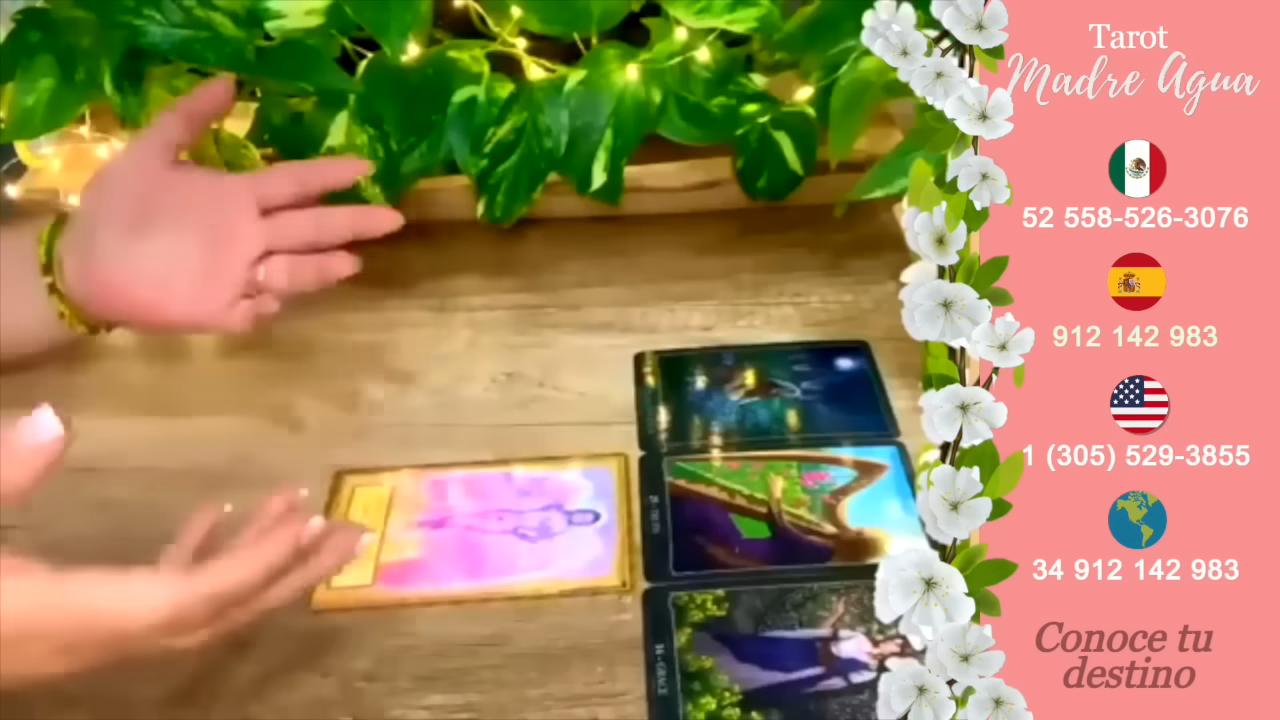 Tarot
Madre Agua
52 558-526-3076
912 142 983
1 (305) 529-3855
34 912 142 983
Conoce tu
destino